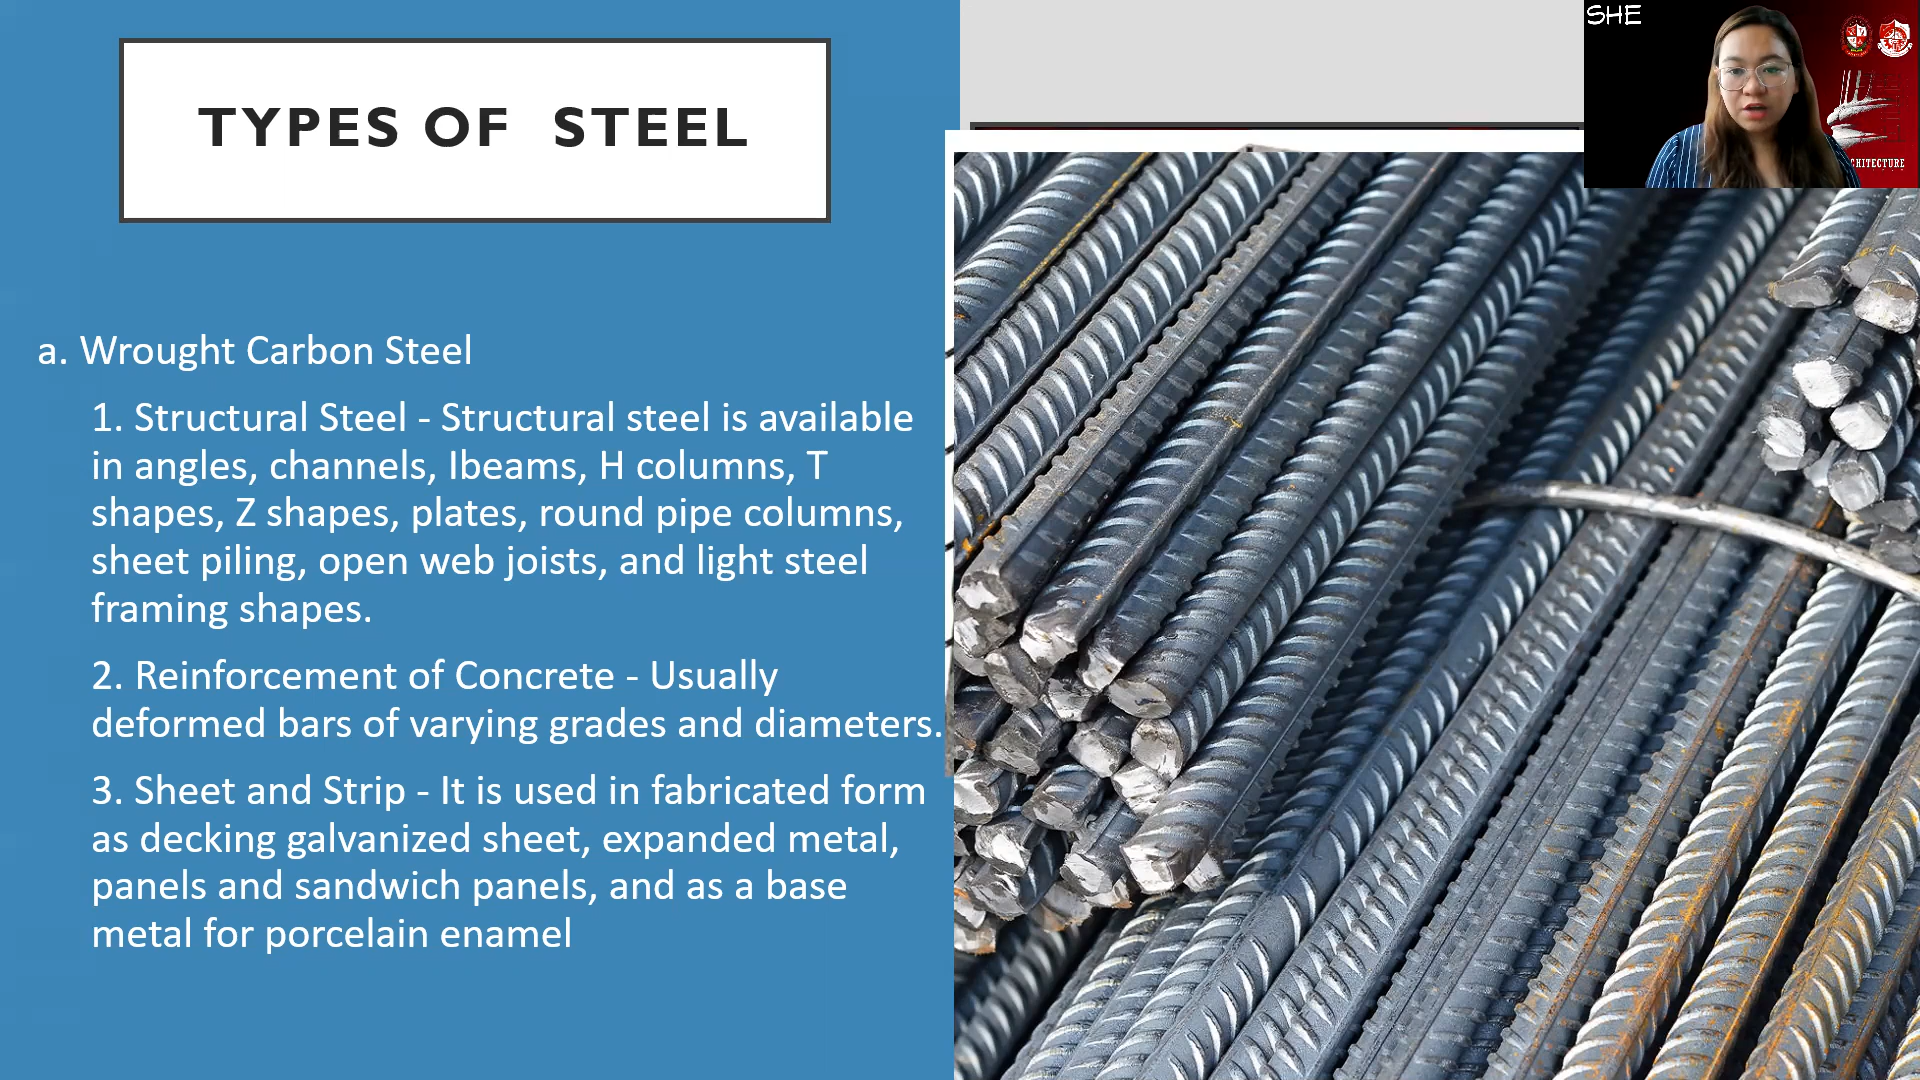 TYPES OF STEEL
a. Wrought Carbon Steel
1. Structural Steel - Structural steel is available
in angles, channels, Ibeams, H columns, T
shapes, Z shapes, plates, round pipe columns,
sheet piling, open web joists, and light steel
framing shapes.
2. Reinforcement of Concrete - Usually
deformed bars of varying grades and diameters.
3. Sheet and Strip - It is used in fabricated form
as decking galvanized sheet, expanded metal,
panels and sandwich panels, and as a base
metal for porcelain enamel
SHE
CHITECTURE